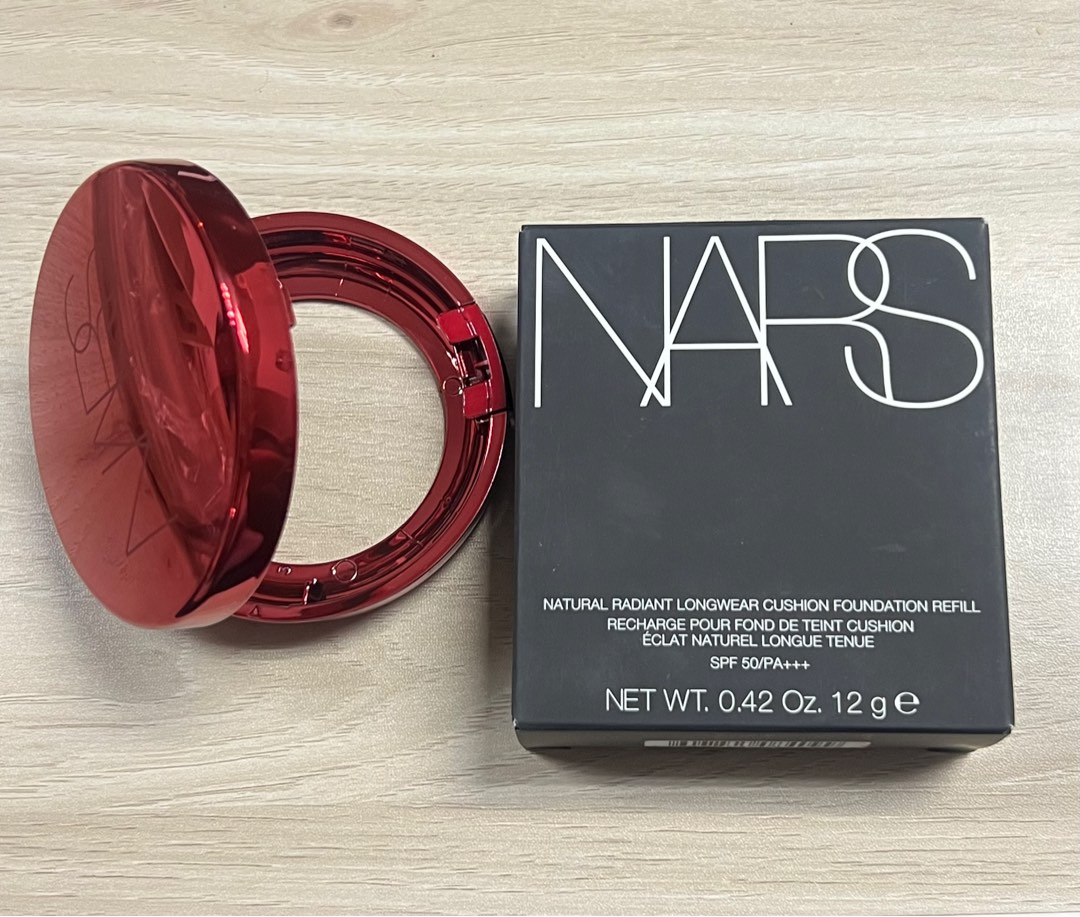 NARS
NARS
NATURAL RADIANT LONGWEAR CUSHION FOUNDATION REFILL
RECHARGE POUR FOND DE TEINT CUSHION
ÉCLAT NATUREL LONGUE TENUE
SPF 50/PA+++
NET WT. 0.42 Oz. 12 g ℮